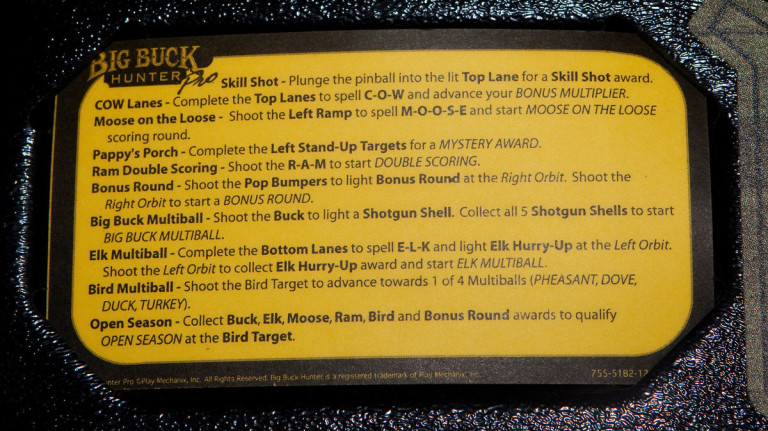 BIG BUCK
HUNTER Pro
Skill Shot - Plunge the pinball into the lit Top Lane for a Skill Shot award.
COW Lanes - Complete the Top Lanes to spell C-O-W and advance your BONUS MULTIPLIER.
Moose on the Loose - Shoot the Left Ramp to spell M-O-O-S-E and start MOOSE ON THE LOOSE
scoring round.
Pappy's Porch - Complete the Left Stand-Up Targets for a MYSTERY AWARD.
Ram Double Scoring - Shoot the R-A-M to start DOUBLE SCORING.
Bonus Round - Shoot the Pop Bumpers to light Bonus Round at the Right Orbit. Shoot the
Right Orbit to start a BONUS ROUND.
Big Buck Multiball - Shoot the Buck to light a Shotgun Shell. Collect all 5 Shotgun Shells to start
BIG BUCK MULTIBALL.
Elk Multiball - Complete the Bottom Lanes to spell E-L-K and light Elk Hurry-Up at the Left Orbit.
Shoot the Left Orbit to collect Elk Hurry-Up award and start ELK MULTIBALL.
Bird Multiball - Shoot the Bird Target to advance towards 1 of 4 Multiballs (PHEASANT, DOVE,
DUCK, TURKEY).
Open Season - Collect Buck, Elk, Moose, Ram, Bird and Bonus Round awards to qualify
OPEN SEASON at the Bird Target.
unter Pro ©Play Mechanix, Inc. All Rights Reserved. Big Buck Hunter is a registered trademark of Play Mechanix, Inc.
755-5182-12